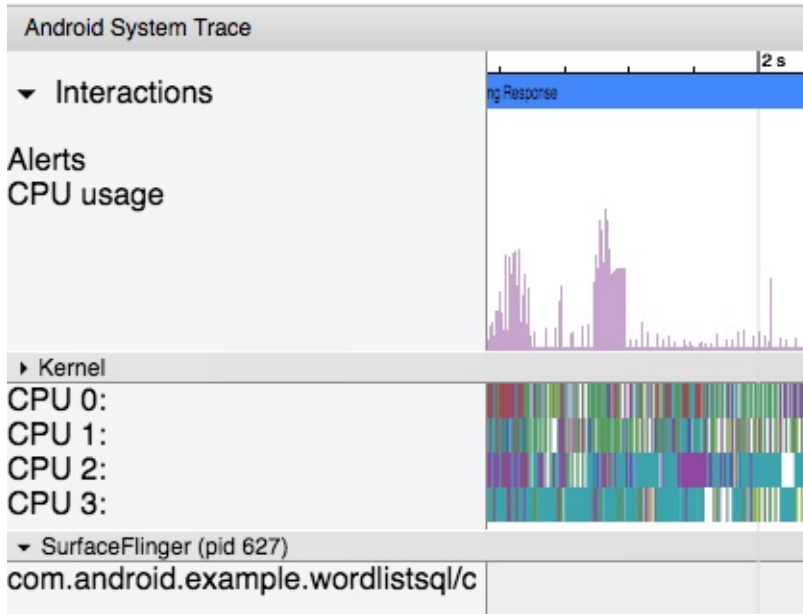 Android System Trace
2 s
Interactions
ng Response
Alerts
CPU usage
Kernel
CPU 0:
CPU 1:
CPU 2:
CPU 3:
SurfaceFlinger (pid 627)
com.android.example.wordlistsql/c